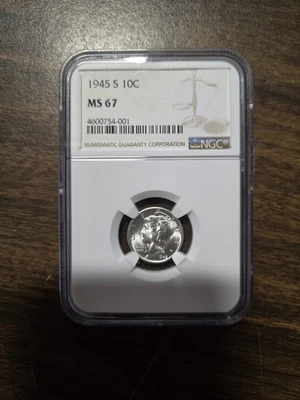 1945 S 10C
MS 67
4600754-001
NUMISMATIC GUARANTY CORPORATION
NGC